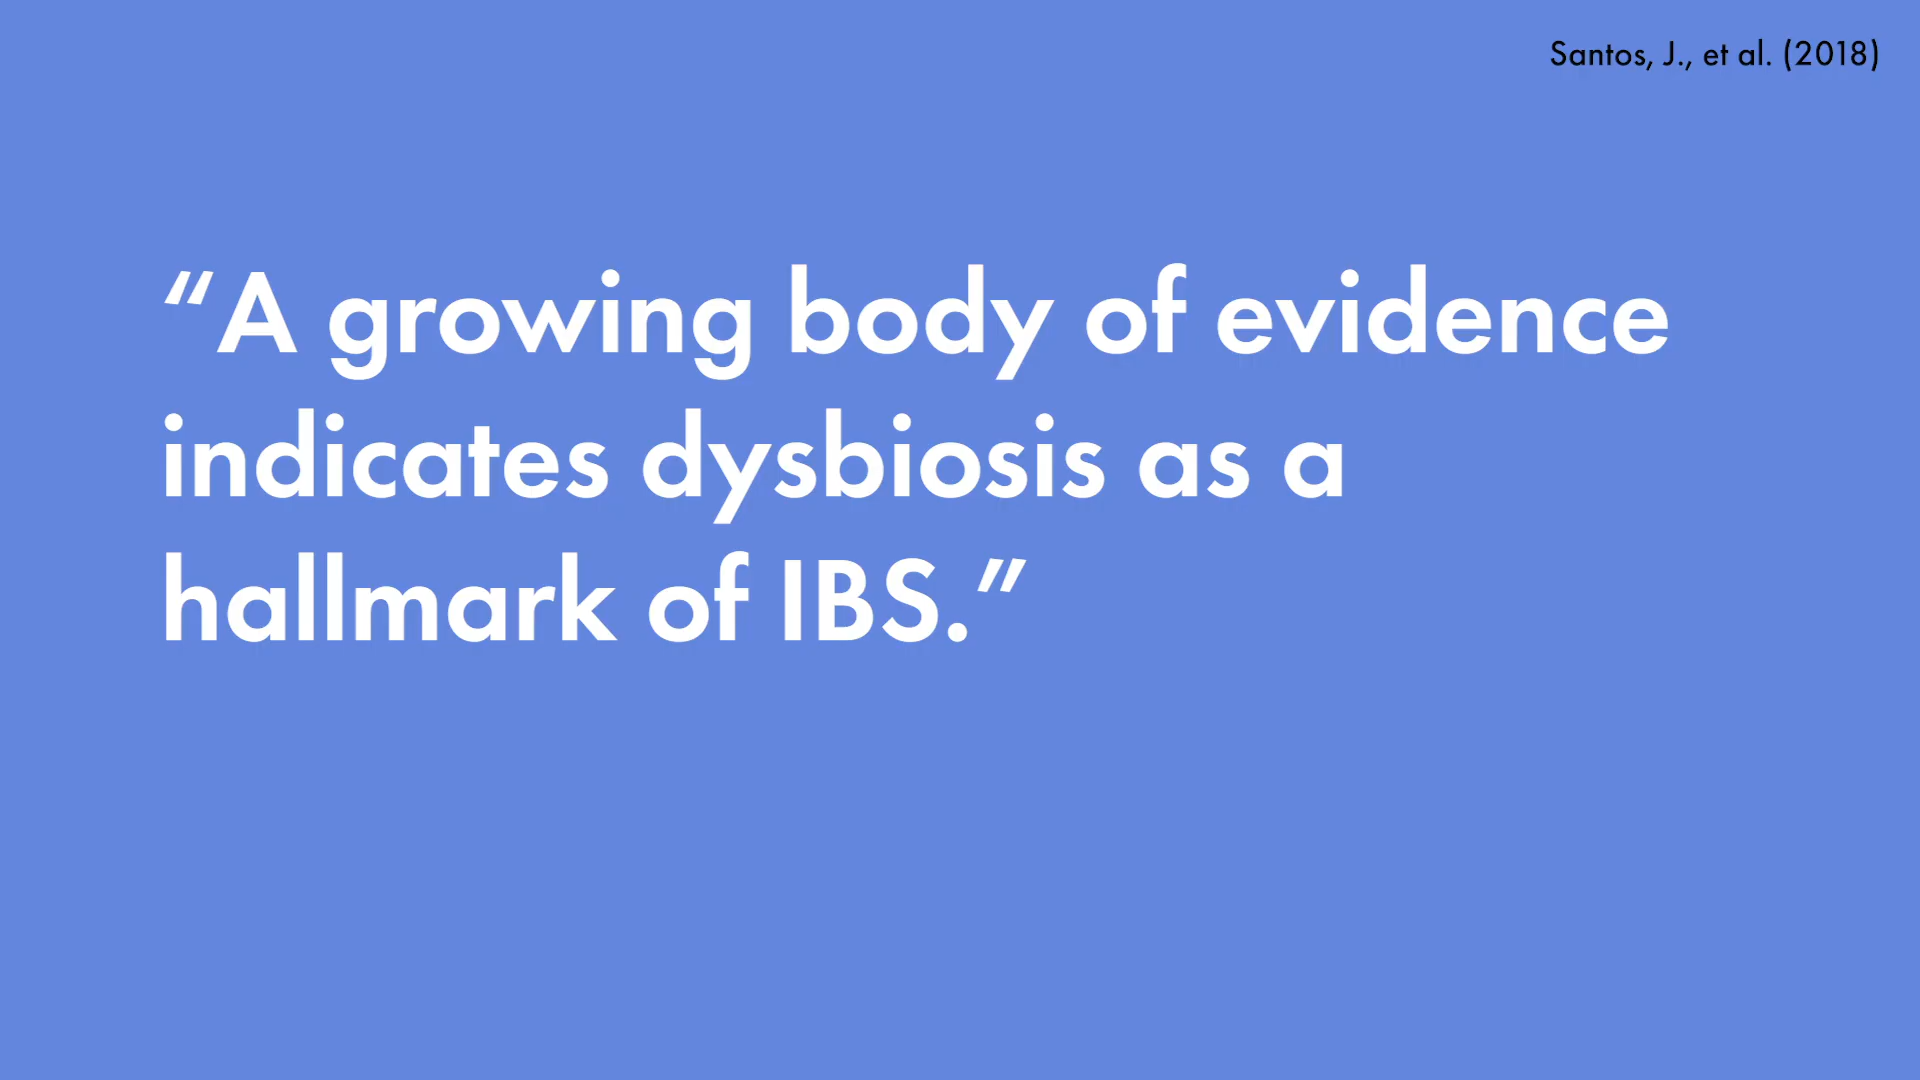 Santos, J., et al. (2018)
“A growing body of evidence
indicates dysbiosis as a
hallmark of IBS.”